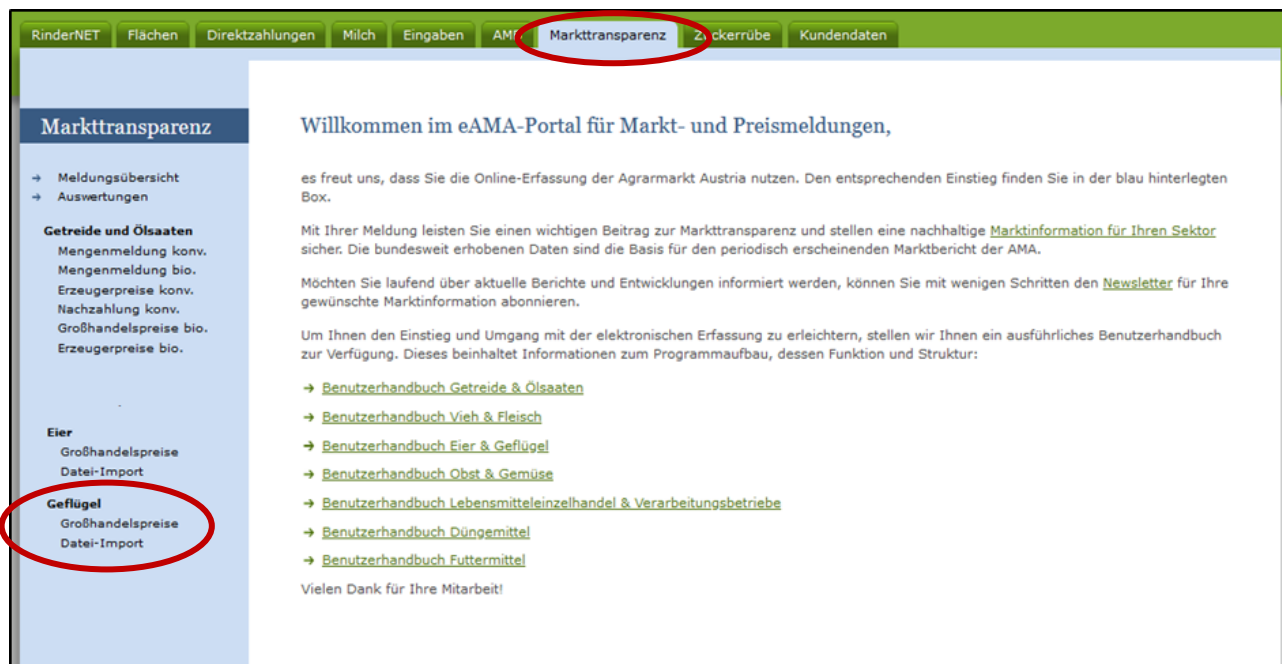 RinderNET Flächen Direktzahlungen Milch Eingaben Markttransparenz Zuckerrübe Kundendaten
Markttransparenz
→ Meldungsübersicht
→ Auswertungen
Getreide und Ölsaaten
Mengenmeldung konv.
Mengenmeldung bio.
Erzeugerpreise konv.
Nachzahlung konv.
Großhandelspreise bio.
Erzeugerpreise bio.
Eier
Großhandelspreise
Datei-Import
Geflügel
Großhandelspreise
Datei-Import
Willkommen im eAMA-Portal für Markt- und Preismeldungen,
es freut uns, dass Sie die Online-Erfassung der Agrarmarkt Austria nutzen. Den entsprechenden Einstieg finden Sie in der blau hinterlegten
Box.
Mit Ihrer Meldung leisten Sie einen wichtigen Beitrag zur Markttransparenz und stellen eine nachhaltige Marktinformation für Ihren Sektor
sicher. Die bundesweit erhobenen Daten sind die Basis für den periodisch erscheinenden Marktbericht der AMA.
Möchten Sie laufend über aktuelle Berichte und Entwicklungen informiert werden, können Sie mit wenigen Schritten den Newsletter für Ihre
gewünschte Marktinformation abonnieren.
Um Ihnen den Einstieg und Umgang mit der elektronischen Erfassung zu erleichtern, stellen wir Ihnen ein ausführliches Benutzerhandbuch
zur Verfügung. Dieses beinhaltet Informationen zum Programmaufbau, dessen Funktion und Struktur:
→ Benutzerhandbuch Getreide & Ölsaaten
→ Benutzerhandbuch Vieh & Fleisch
→ Benutzerhandbuch Eier & Geflügel
→ Benutzerhandbuch Obst & Gemüse
→ Benutzerhandbuch Lebensmitteleinzelhandel & Verarbeitungsbetriebe
→ Benutzerhandbuch Düngemittel
→ Benutzerhandbuch Futtermittel
Vielen Dank für Ihre Mitarbeit!